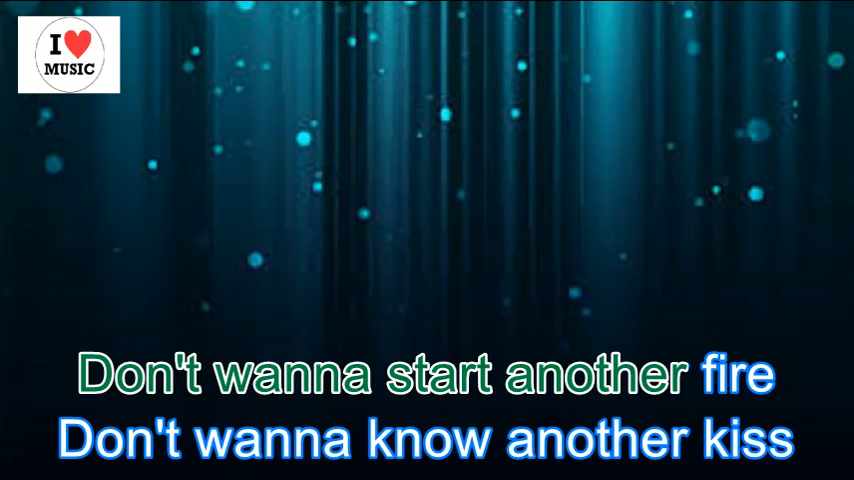 I ❤
MUSIC
Don't wanna start another fire
Don't wanna know another kiss